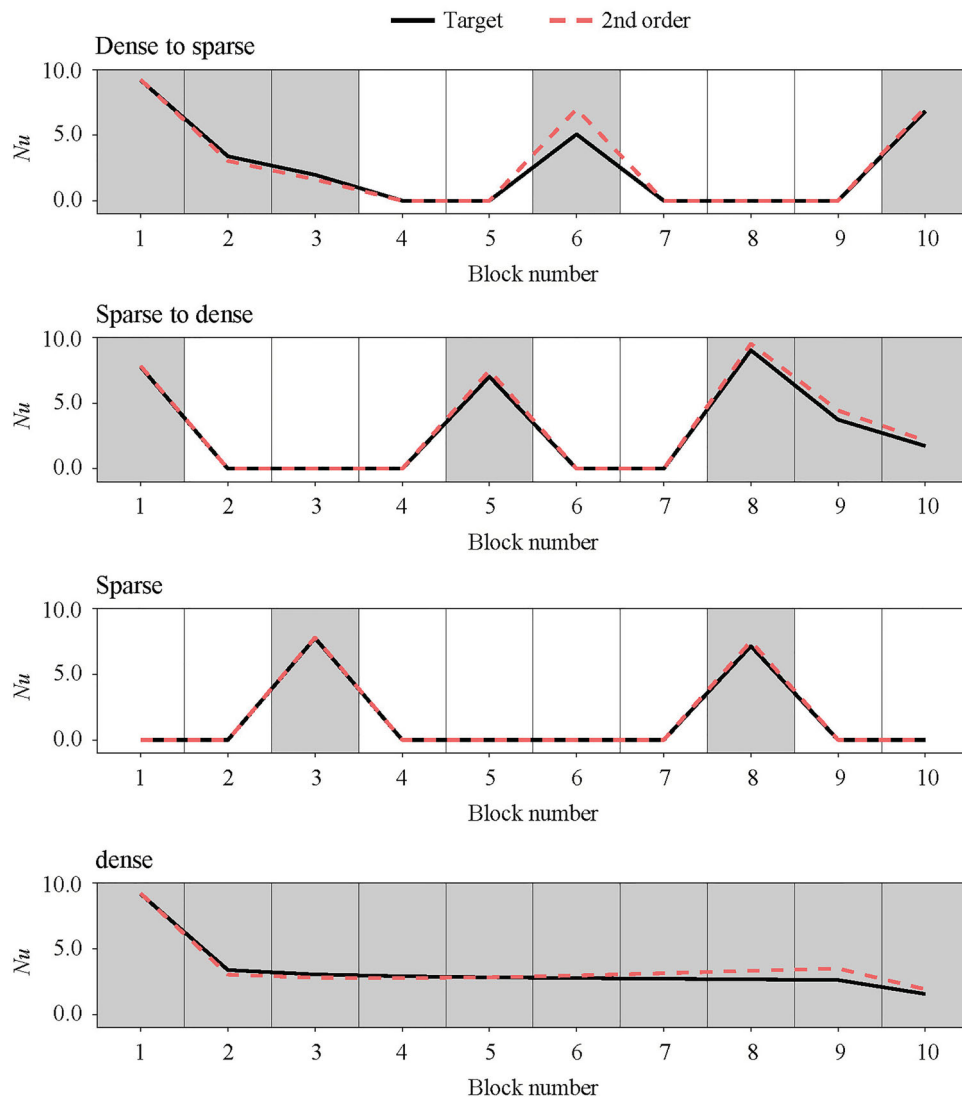 Target 2nd order
Dense to sparse
10.0
5.0
0.0
Nu
1 2 3 4 5 6 7 8 9 10
Block number
Sparse to dense
10.0
5.0
0.0
Nu
1 2 3 4 5 6 7 8 9 10
Block number
Sparse
10.0
5.0
0.0
Nu
1 2 3 4 5 6 7 8 9 10
Block number
dense
10.0
5.0
0.0
Nu
1 2 3 4 5 6 7 8 9 10
Block number